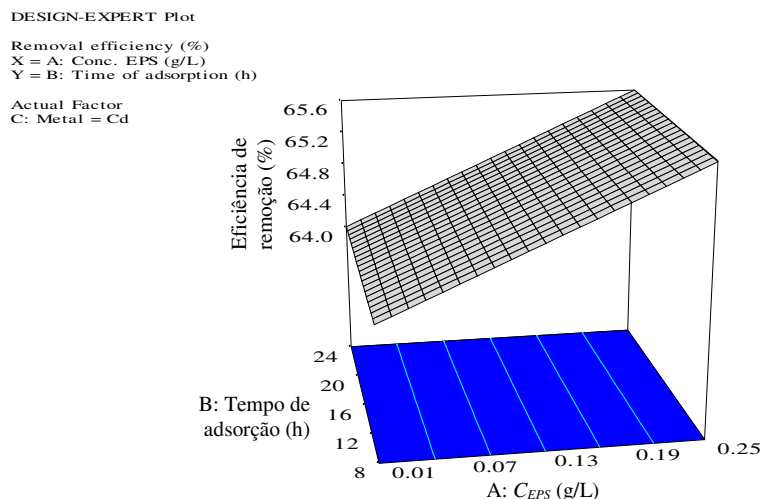 DESIGN-EXPERT Plot
Removal efficiency (%)
X = A: Conc. EPS (g/L)
Y = B: Time of adsorption (h)
Actual Factor
C: Metal = Cd
Eficiência de
remoção (%)
65.6
65.2
64.8
64.4
64.0
24
20
16
12
8
B: Tempo de
adsorção (h)
0.01
0.07
0.13
0.19
0.25
A: CEPS (g/L)